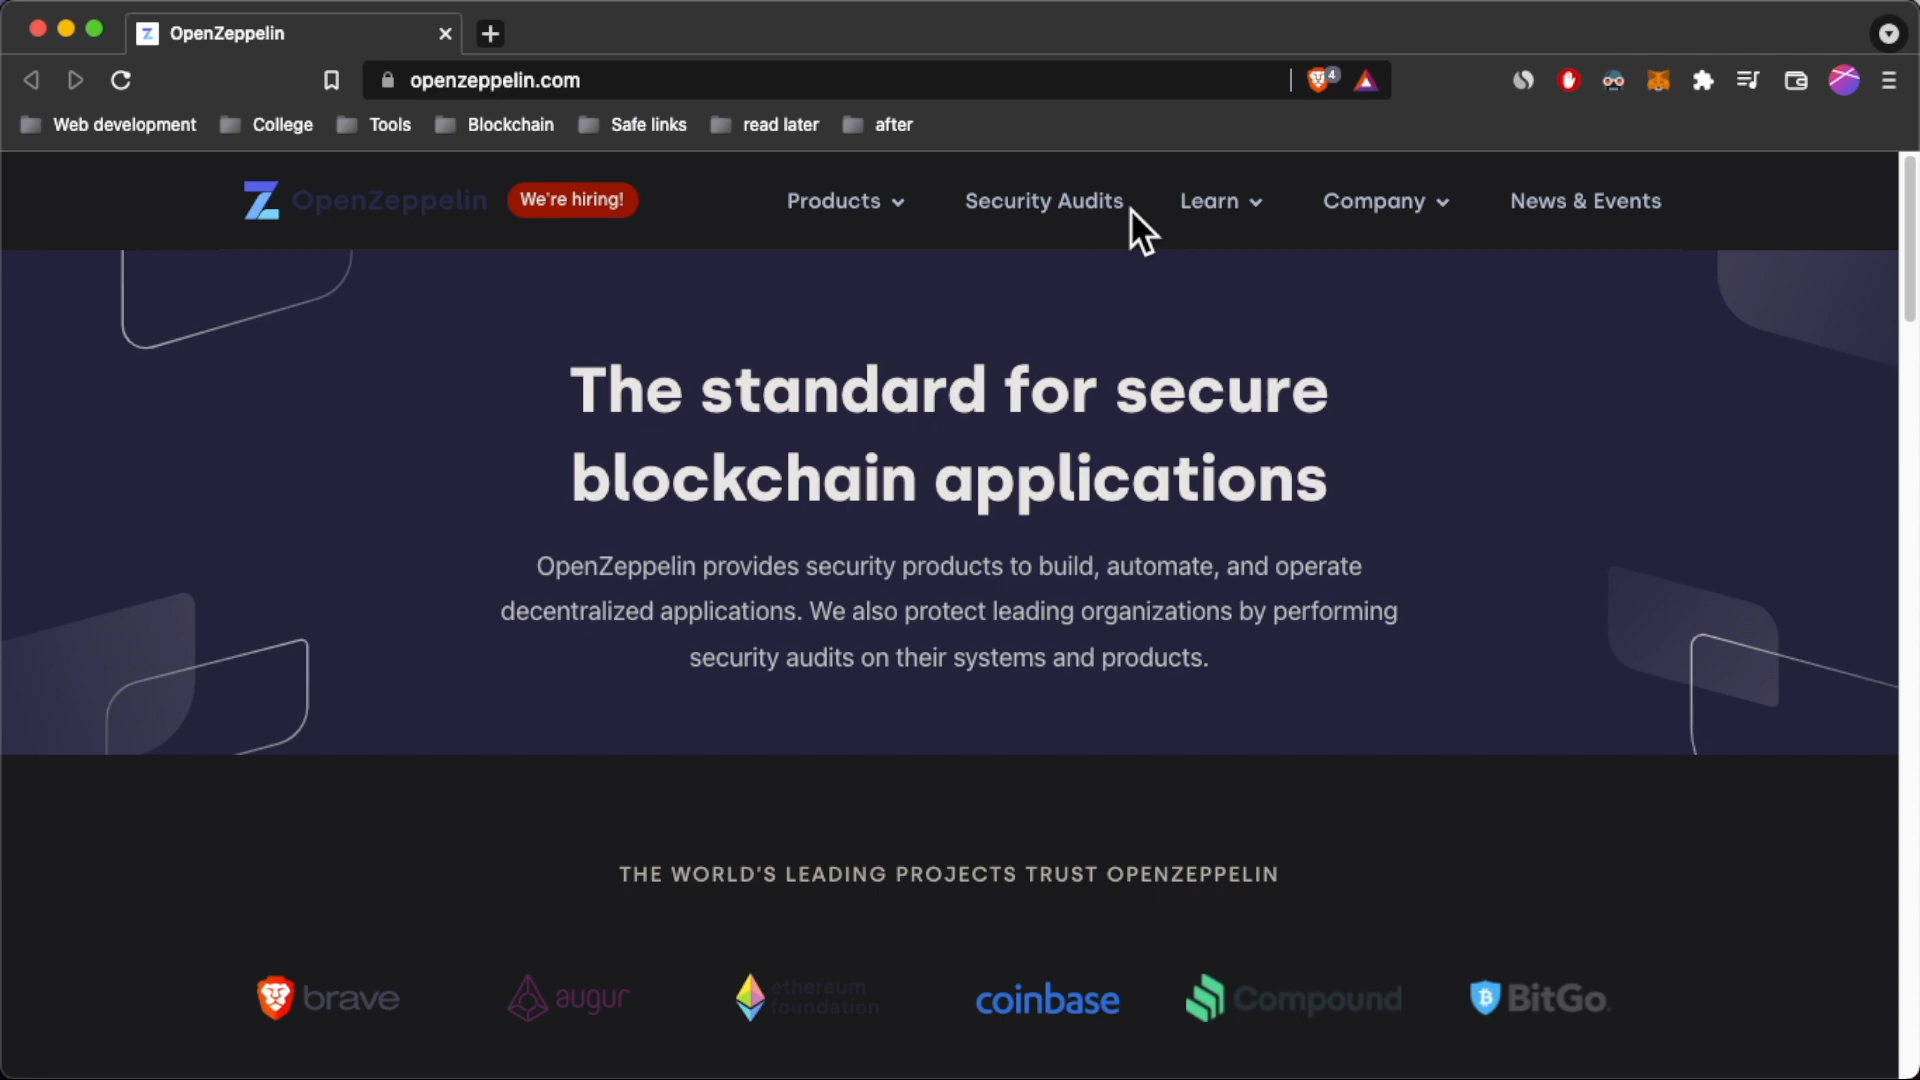 OpenZeppelin
openzeppelin.com
4
Web development College Tools Blockchain Safe links read later after
OpenZeppelin We're hiring! Products Security Audits Learn Company News & Events
The standard for secure
blockchain applications
OpenZeppelin provides security products to build, automate, and operate
decentralized applications. We also protect leading organizations by performing
security audits on their systems and products.
THE WORLD'S LEADING PROJECTS TRUST OPENZEPPELIN
brave augur ethereum foundation coinbase Compound BitGo